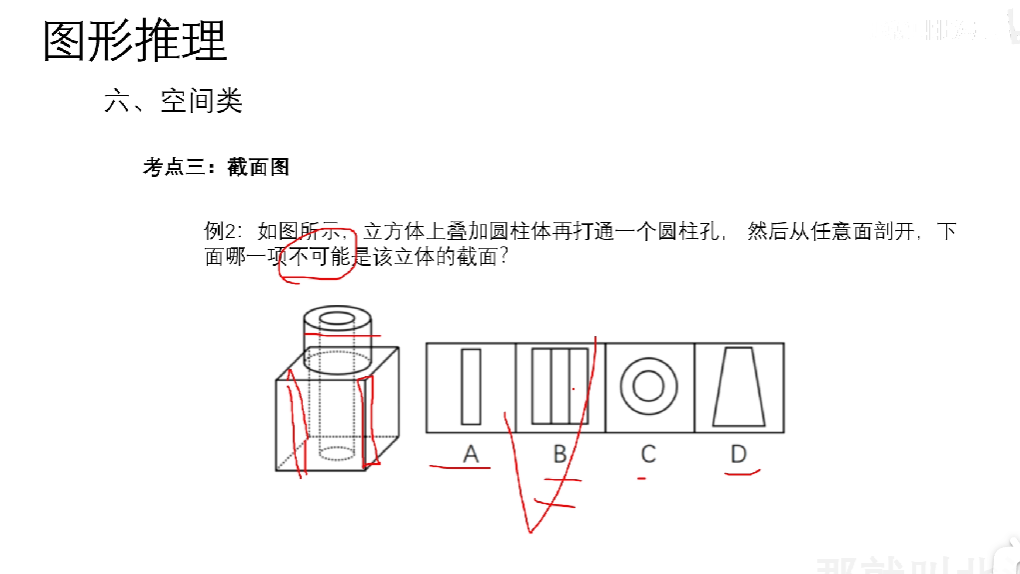 图形推理
六、空间类
考点三：截面图
例2：如图所示，立方体上叠加圆柱体再打通一个圆柱孔， 然后从任意面剖开，下
面哪一项不可能是该立体的截面？
A B C D